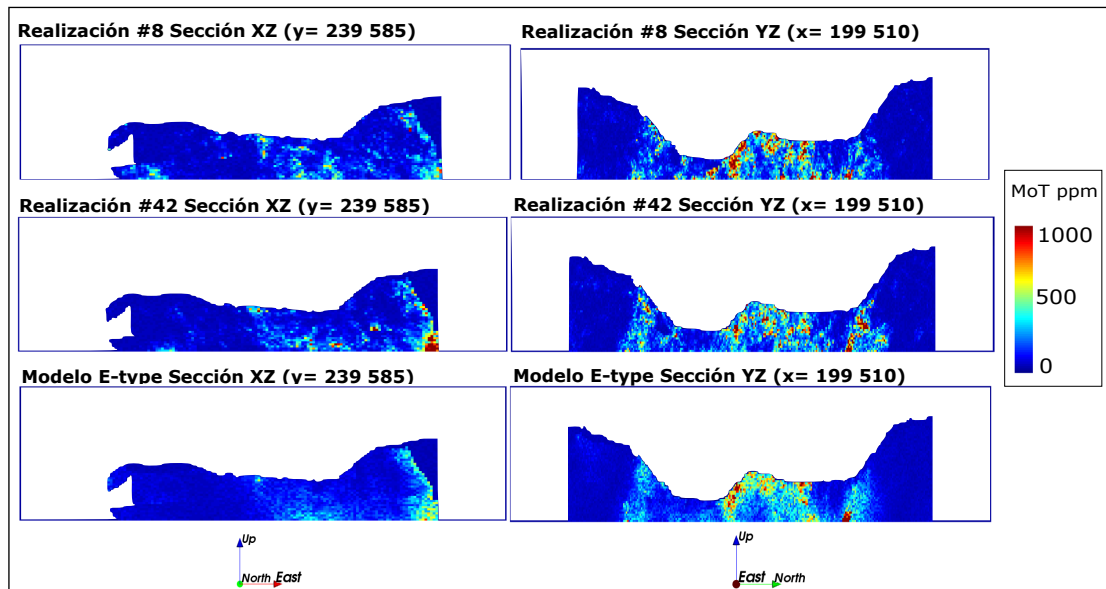 Realización #8 Sección XZ (y= 239 585)
Realización #8 Sección YZ (x= 199 510)
Realización #42 Sección XZ (y= 239 585)
Realización #42 Sección YZ (x= 199 510)
Modelo E-type Sección XZ (y= 239 585)
Modelo E-type Sección YZ (x= 199 510)
MoT ppm
1000
500
0
Up
North East
Up
East North